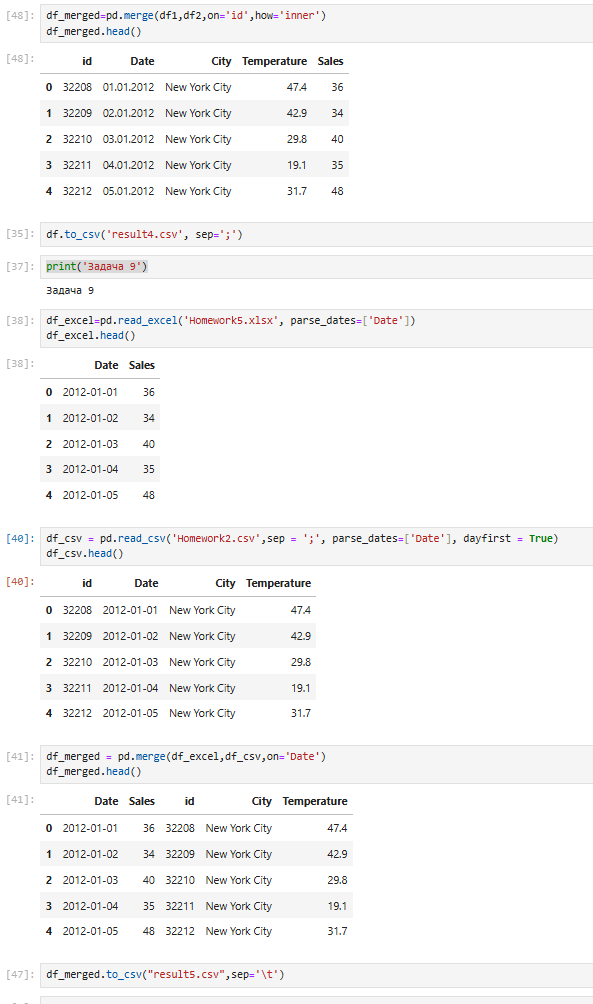 [48]: df_merged=pd.merge(df1,df2,on='id',how='inner')
df_merged.head()
[48]: id Date City Temperature Sales
0 32208 01.01.2012 New York City 47.4 36
1 32209 02.01.2012 New York City 42.9 34
2 32210 03.01.2012 New York City 29.8 40
3 32211 04.01.2012 New York City 19.1 35
4 32212 05.01.2012 New York City 31.7 48
[35]: df.to_csv('result4.csv', sep=';')
[37]: print('Задача 9')
Задача 9
[38]: df_excel=pd.read_excel('Homework5.xlsx', parse_dates=['Date'])
df_excel.head()
[38]: Date Sales
0 2012-01-01 36
1 2012-01-02 34
2 2012-01-03 40
3 2012-01-04 35
4 2012-01-05 48
[40]: df_csv = pd.read_csv('Homework2.csv',sep = ';', parse_dates=['Date'], dayfirst = True)
df_csv.head()
[40]: id Date City Temperature
0 32208 2012-01-01 New York City 47.4
1 32209 2012-01-02 New York City 42.9
2 32210 2012-01-03 New York City 29.8
3 32211 2012-01-04 New York City 19.1
4 32212 2012-01-05 New York City 31.7
[41]: df_merged = pd.merge(df_excel,df_csv,on='Date')
df_merged.head()
[41]: Date Sales id City Temperature
0 2012-01-01 36 32208 New York City 47.4
1 2012-01-02 34 32209 New York City 42.9
2 2012-01-03 40 32210 New York City 29.8
3 2012-01-04 35 32211 New York City 19.1
4 2012-01-05 48 32212 New York City 31.7
[47]: df_merged.to_csv("result5.csv",sep='\t')